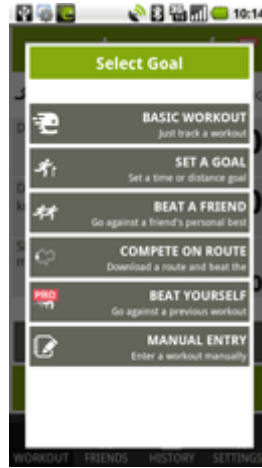 10:14
Select Goal
BASIC WORKOUT
Just track a workout
SET A GOAL
Set a time or distance goal
BEAT A FRIEND
Go against a friend's personal best
COMPETE ON ROUTE
Download a route and beat the
PRO
BEAT YOURSELF
Go against a previous workout
MANUAL ENTRY
Enter a workout manually
WORKOUT FRIENDS HISTORY SETTINGS